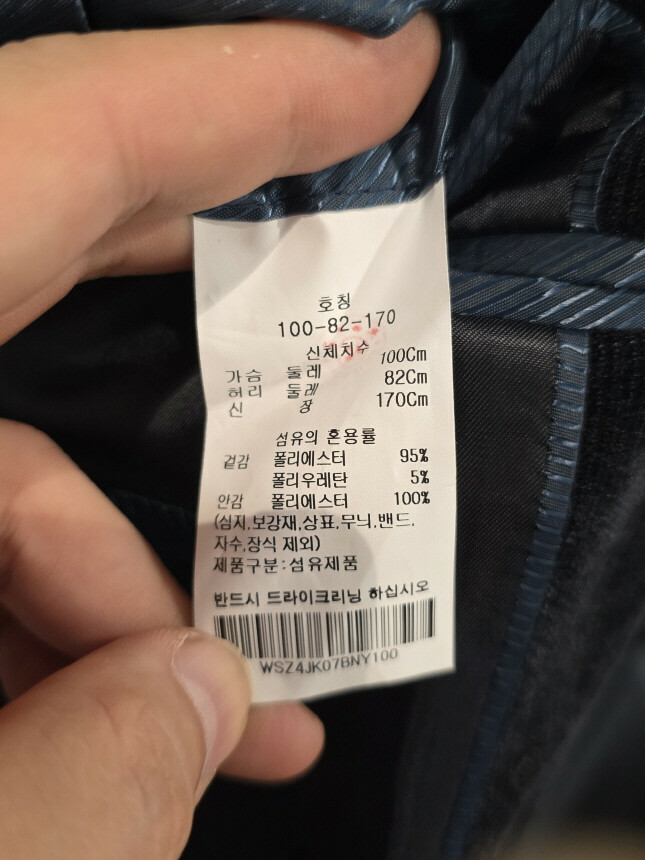 호칭
100-82-170
신체치수
가슴 둘레 100Cm
허리 둘레 82Cm
신 장 170Cm
섬유의 혼용률
겉감 폴리에스터 95%
폴리우레탄 5%
안감 폴리에스터 100%
(심지,보강재,상표,무늬,밴드,
자수,장식 제외)
제품구분:섬유제품
반드시 드라이크리닝 하십시오
WSZ4JK07BNY100